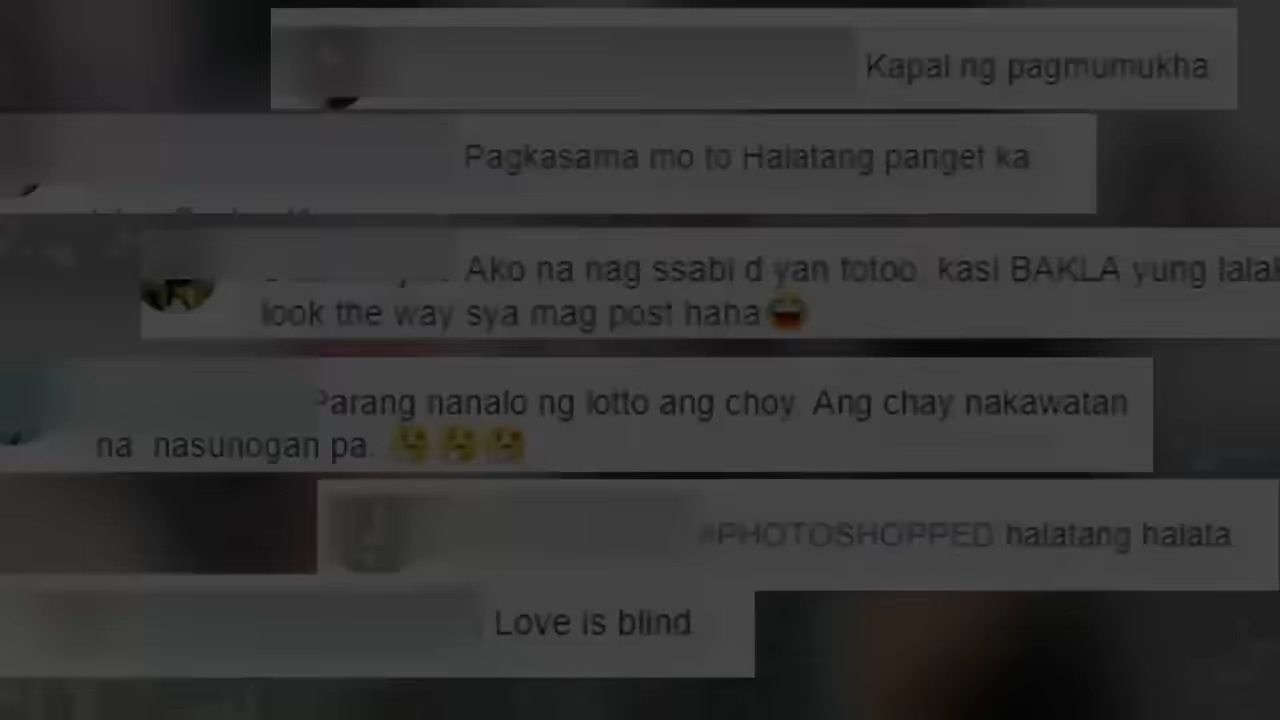 Kapal ng pagmumukha
Pagkasama mo to Halatang panget ka
Ako na nag ssabi d yan totoo, kasi BAKLA yung
look the way sya mag post haha😆
Parang nanalo ng lotto ang choy. Ang chay nakawatan
na nasunogan pa.
#PHOTOSHOPPED halatang halata
Love is blind